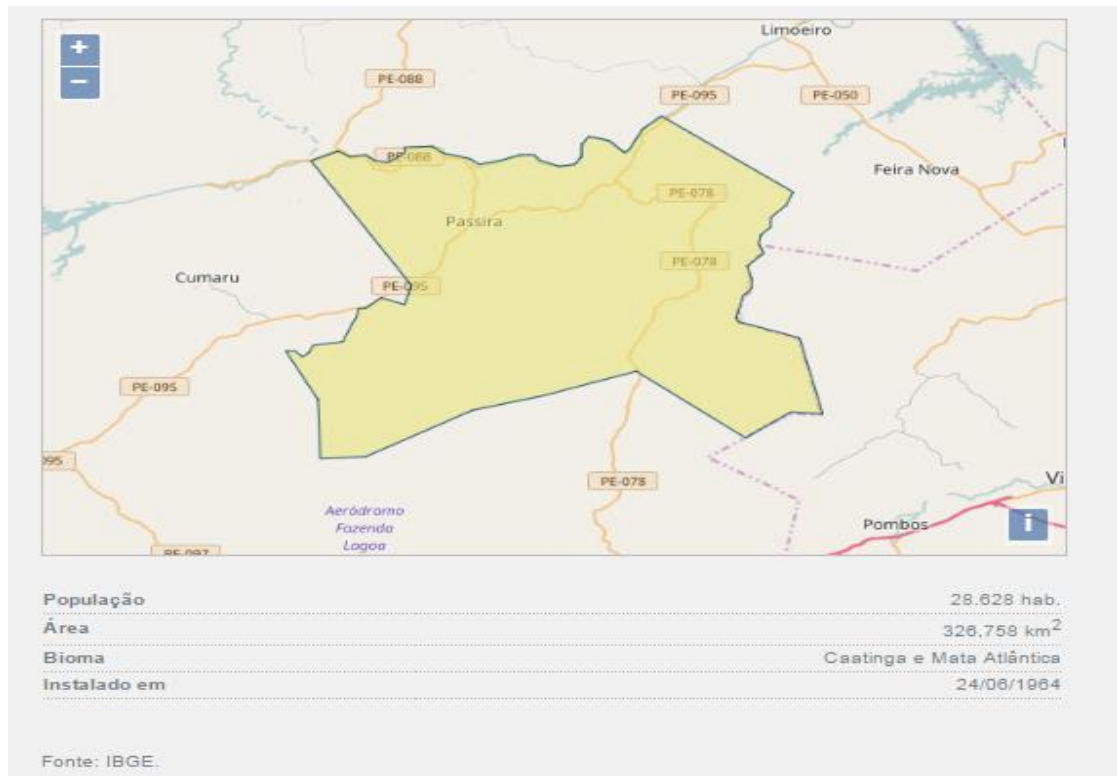 +
−
Limoeiro
PE-088
PE-095
PE-050
PE-088
Feira Nova
PE-078
Passira
PE-078
Cumaru
PE-095
PE-095
095
Vi
PE-078
Aeródromo
Fazenda
Lagoa
Pombos
i
PE-097
População 28.628 hab.
Área 326,758 km²
Bioma Caatinga e Mata Atlântica
Instalado em 24/06/1964
Fonte: IBGE.